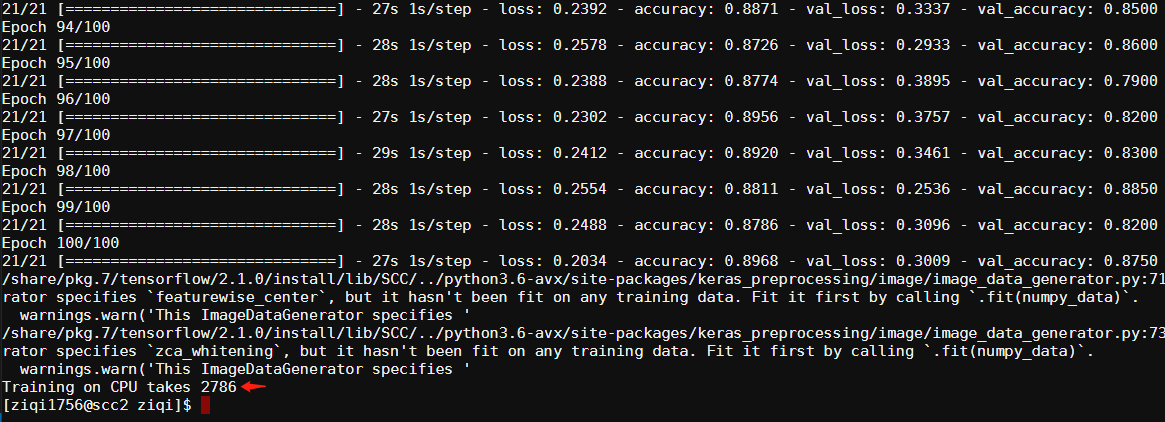 21/21 [==============================] - 27s 1s/step - loss: 0.2392 - accuracy: 0.8871 - val_loss: 0.3337 - val_accuracy: 0.8500
Epoch 94/100
21/21 [==============================] - 28s 1s/step - loss: 0.2578 - accuracy: 0.8726 - val_loss: 0.2933 - val_accuracy: 0.8600
Epoch 95/100
21/21 [==============================] - 28s 1s/step - loss: 0.2388 - accuracy: 0.8774 - val_loss: 0.3895 - val_accuracy: 0.7900
Epoch 96/100
21/21 [==============================] - 27s 1s/step - loss: 0.2302 - accuracy: 0.8956 - val_loss: 0.3757 - val_accuracy: 0.8200
Epoch 97/100
21/21 [==============================] - 29s 1s/step - loss: 0.2412 - accuracy: 0.8920 - val_loss: 0.3461 - val_accuracy: 0.8300
Epoch 98/100
21/21 [==============================] - 28s 1s/step - loss: 0.2554 - accuracy: 0.8811 - val_loss: 0.2536 - val_accuracy: 0.8850
Epoch 99/100
21/21 [==============================] - 28s 1s/step - loss: 0.2488 - accuracy: 0.8786 - val_loss: 0.3096 - val_accuracy: 0.8200
Epoch 100/100
21/21 [==============================] - 27s 1s/step - loss: 0.2034 - accuracy: 0.8968 - val_loss: 0.3009 - val_accuracy: 0.8750
/share/pkg.7/tensorflow/2.1.0/install/lib/SCC/../python3.6-avx/site-packages/keras_preprocessing/image/image_data_generator.py:71
rator specifies `featurewise_center`, but it hasn't been fit on any training data. Fit it first by calling `.fit(numpy_data)`.
  warnings.warn('This ImageDataGenerator specifies '
/share/pkg.7/tensorflow/2.1.0/install/lib/SCC/../python3.6-avx/site-packages/keras_preprocessing/image/image_data_generator.py:73
rator specifies `zca_whitening`, but it hasn't been fit on any training data. Fit it first by calling `.fit(numpy_data)`.
  warnings.warn('This ImageDataGenerator specifies '
Training on CPU takes 2786
[ziqi1756@scc2 ziqi]$